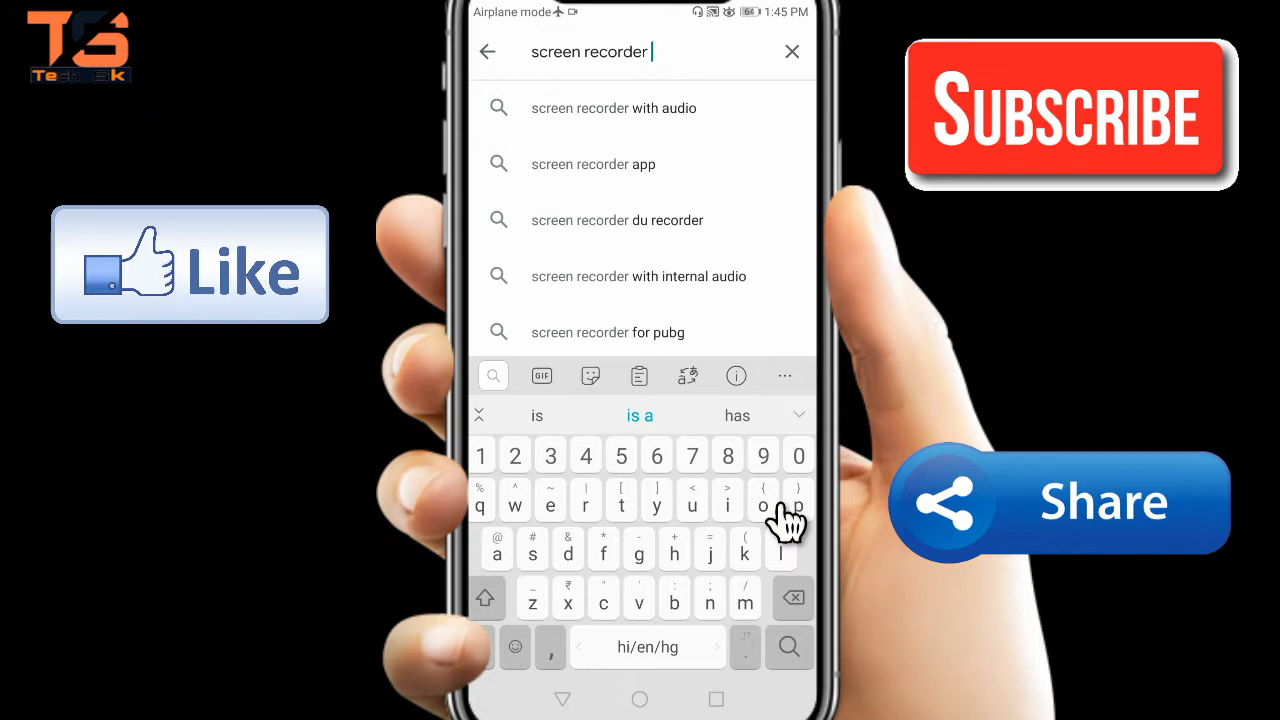 TS
Tech Sk
Airplane mode 64 1:45 PM
screen recorder
screen recorder with audio
screen recorder app
screen recorder du recorder
screen recorder with internal audio
screen recorder for pubg
GIF
is is a has
1 2 3 4 5 6 7 8 9 0
% ^ ~ | [ ] < > { }
q w e r t y u i o p
@ # & * - + = (
a s d f g h j k l
_ ₹ " ' : ; /
z x c v b n m
, hi/en/hg .
Like
SUBSCRIBE
Share